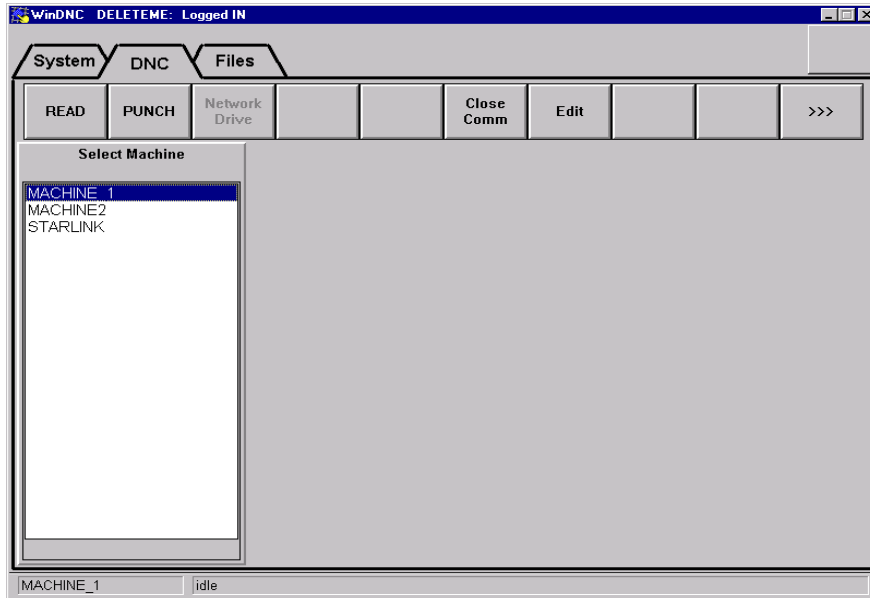 WinDNC DELETEME: Logged IN
System DNC Files
READ PUNCH Network Drive Close Comm Edit >>>
Select Machine
MACHINE_1
MACHINE2
STARLINK
MACHINE_1 idle